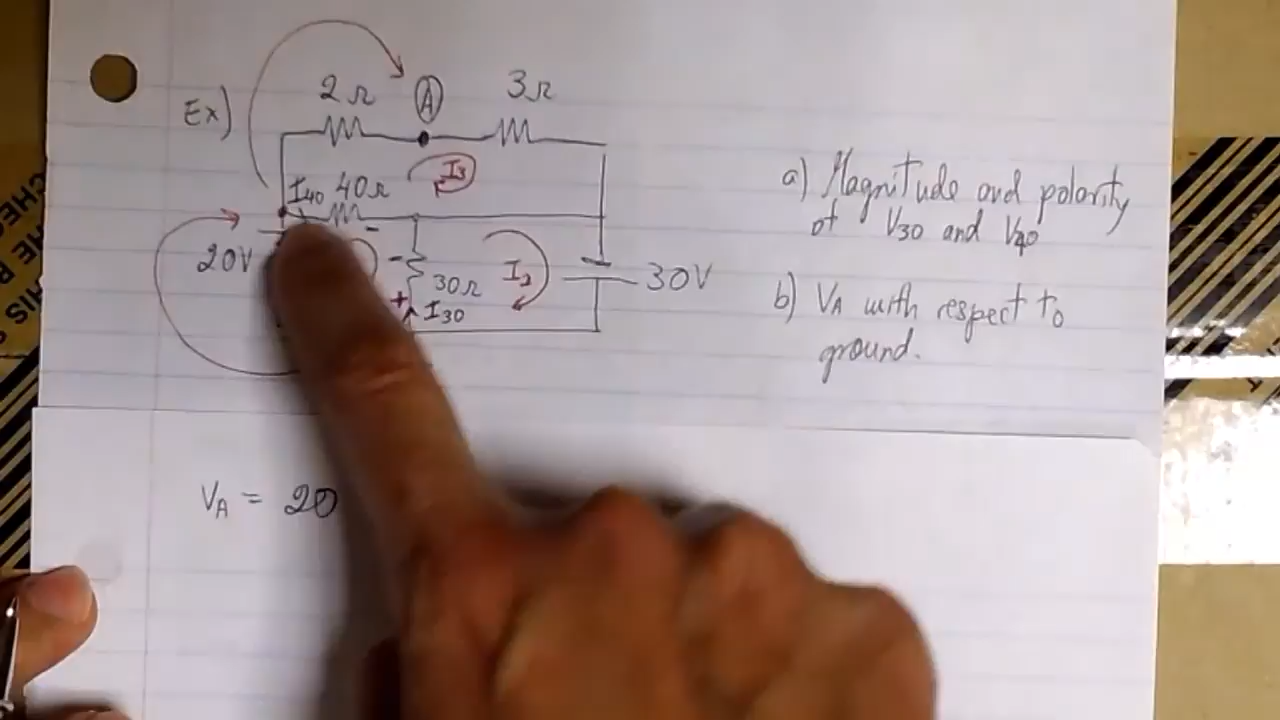 Ex)
2Ω
A
3Ω
I3
I40
40Ω
20V
-
-
30Ω
+
I30
I2
30V
a) Magnitude and polarity
of V30 and V40
b) VA with respect to
ground.
VA = 20